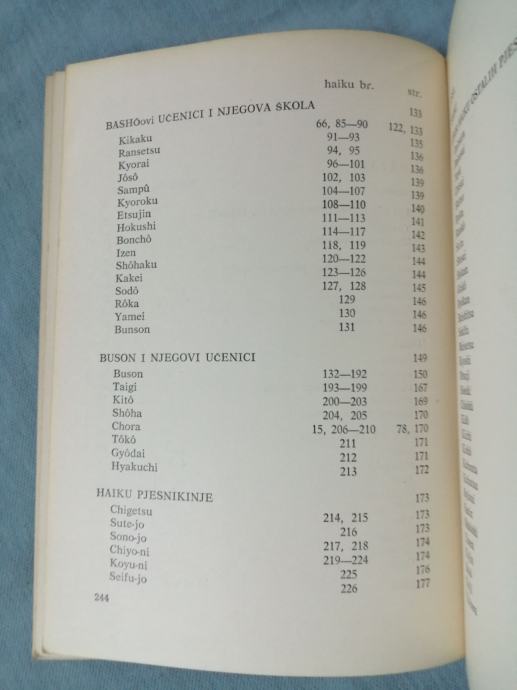 haiku br. str.
BASHÔovi UČENICI I NJEGOVA ŠKOLA 133
Kikaku 66, 85—90 122, 133
Ransetsu 91—93 135
Kyorai 94, 95 136
Jôsô 96—101 136
Sampû 102, 103 139
Kyoroku 104—107 139
Etsujin 108—110 140
Hokushi 111—113 141
Bonchô 114—117 142
Izen 118, 119 143
Shôhaku 120—122 144
Kakei 123—126 144
Sodô 127, 128 145
Rôka 129 146
Yamei 130 146
Bunson 131 146
BUSON I NJEGOVI UČENICI 149
Buson 132—192 150
Taigi 193—199 167
Kitô 200—203 169
Shôha 204, 205 170
Chora 15, 206—210 78, 170
Tôkô 211 171
Gyôdai 212 171
Hyakuchi 213 172
HAIKU PJESNIKINJE 173
Chigetsu 214, 215 173
Sute-jo 216 173
Sono-jo 217, 218 174
Chiyo-ni 219—224 174
Koyu-ni 225 176
Seifu-jo 226 177
244
OSTALIH